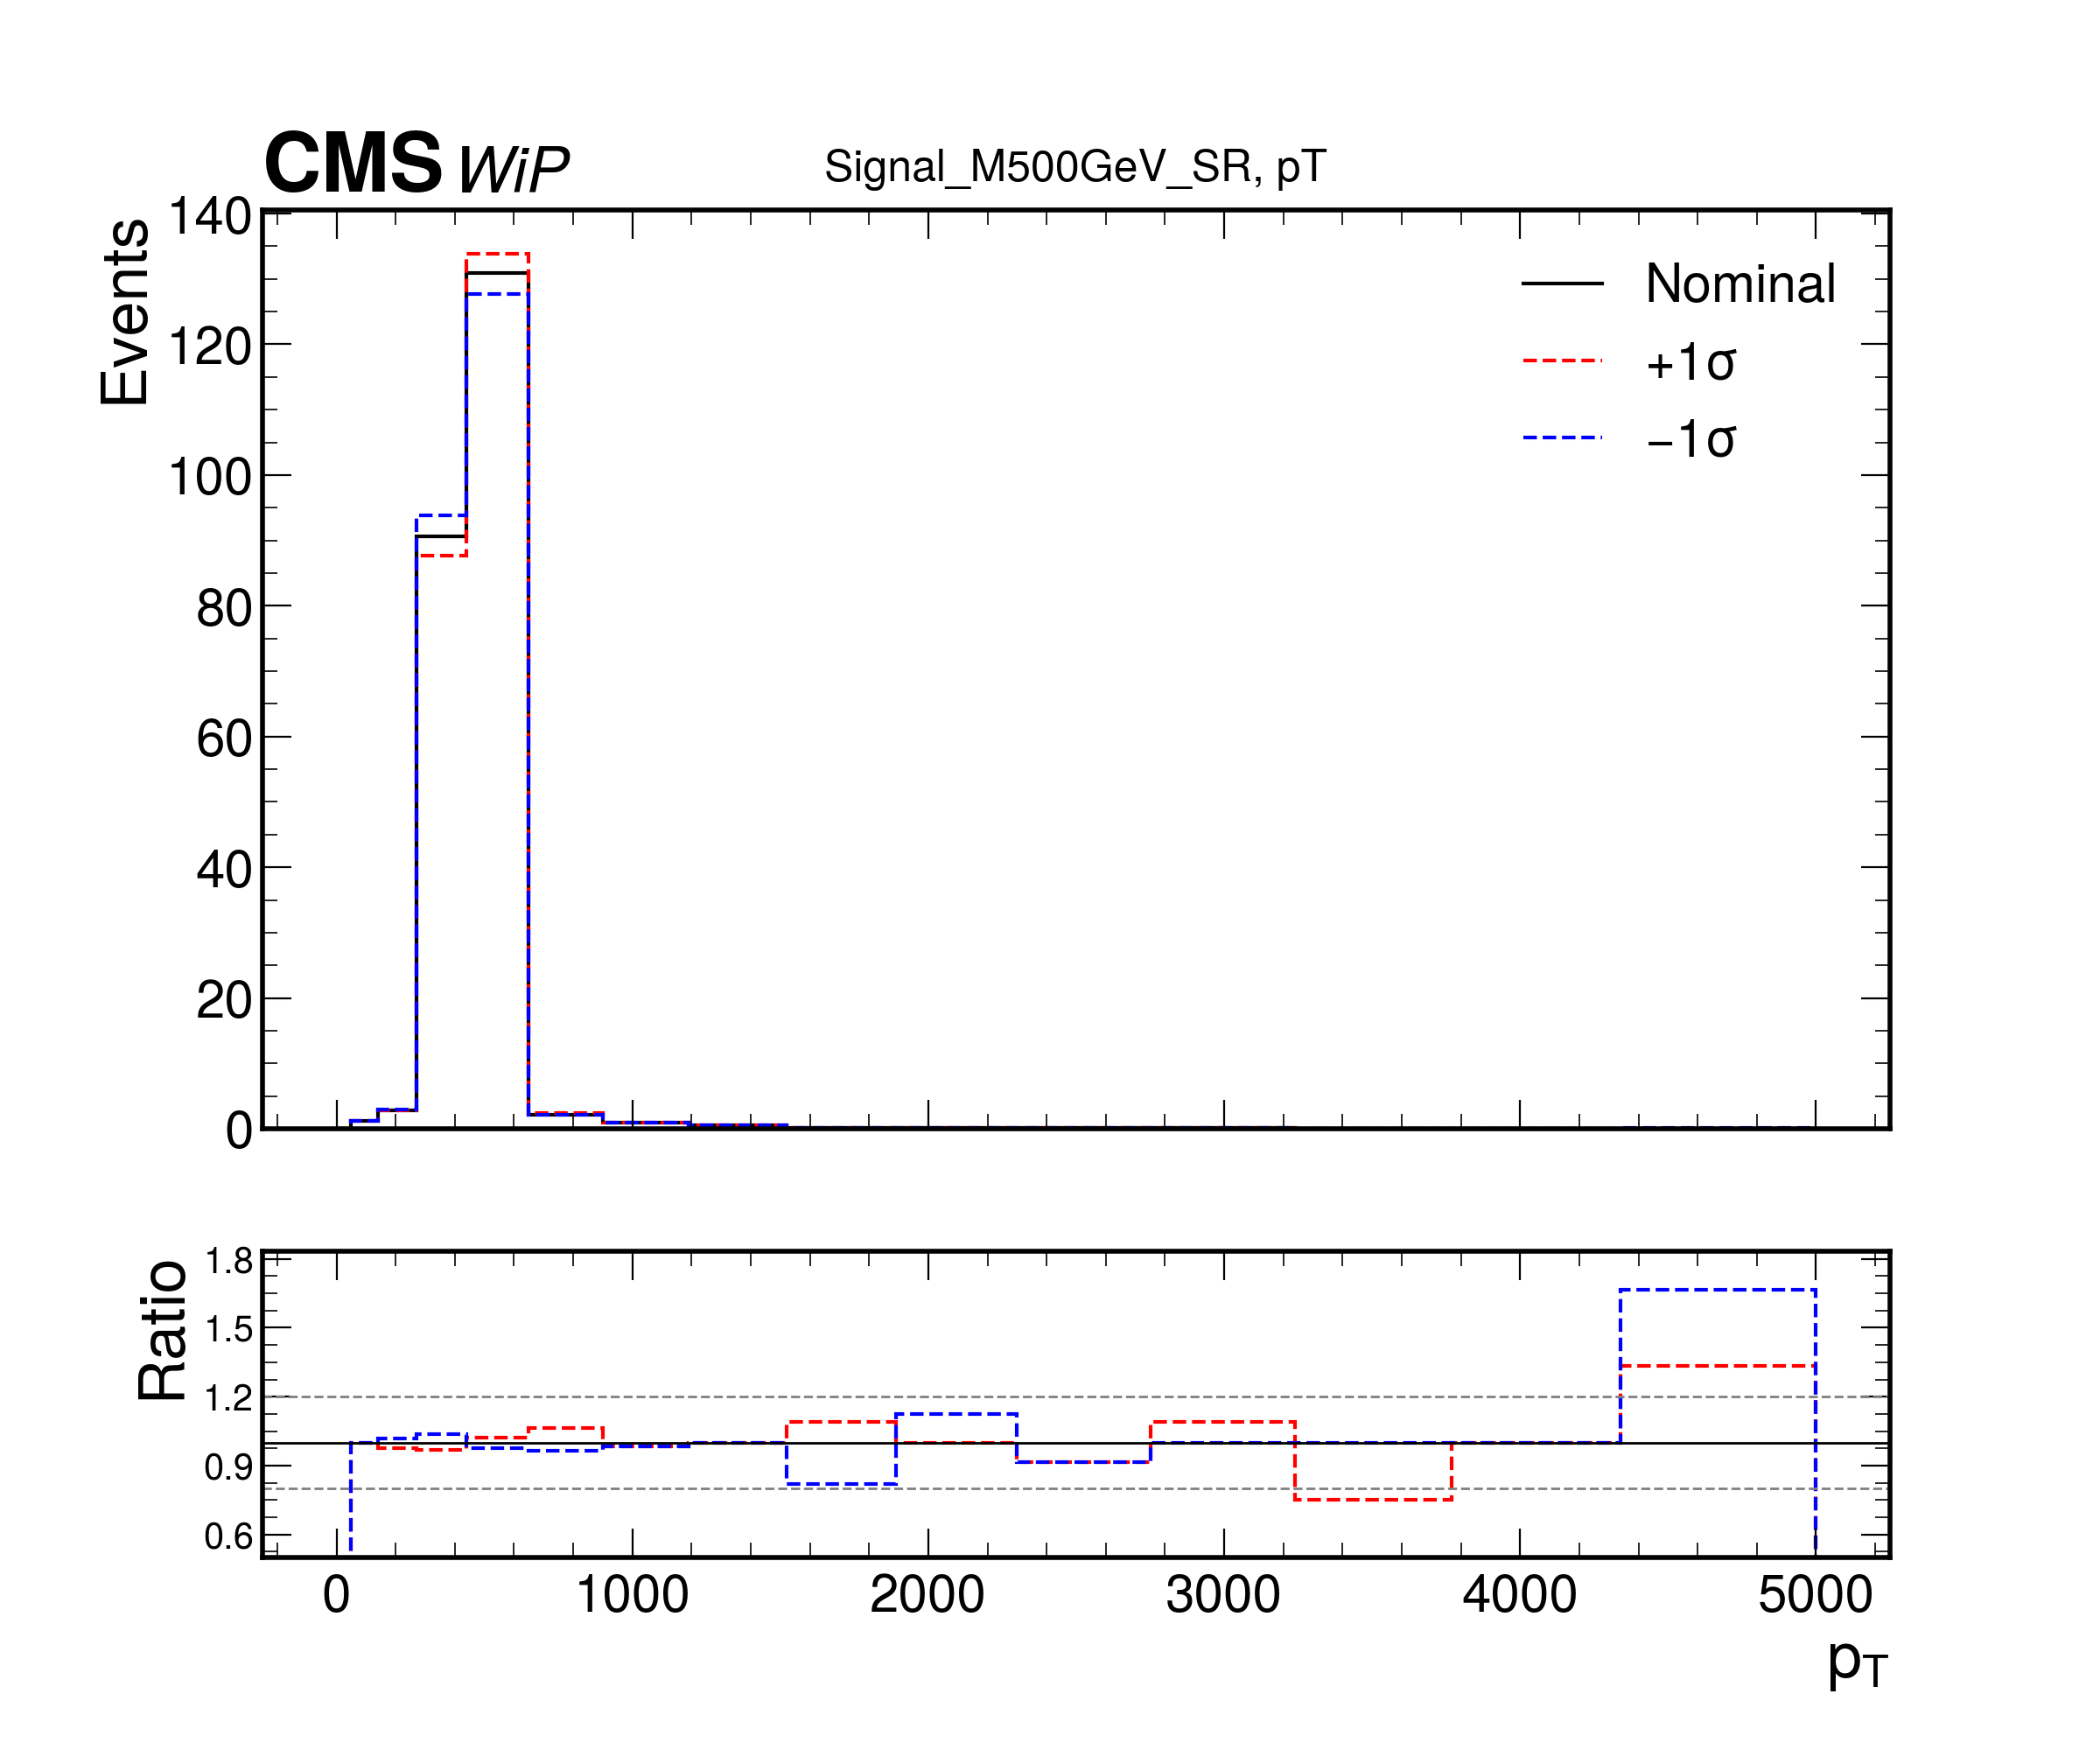 CMS WiP Signal_M500GeV_SR, pT
Events
140
120
100
80
60
40
20
0
Nominal
+1σ
−1σ
Ratio
1.8
1.5
1.2
0.9
0.6
0 1000 2000 3000 4000 5000
pT